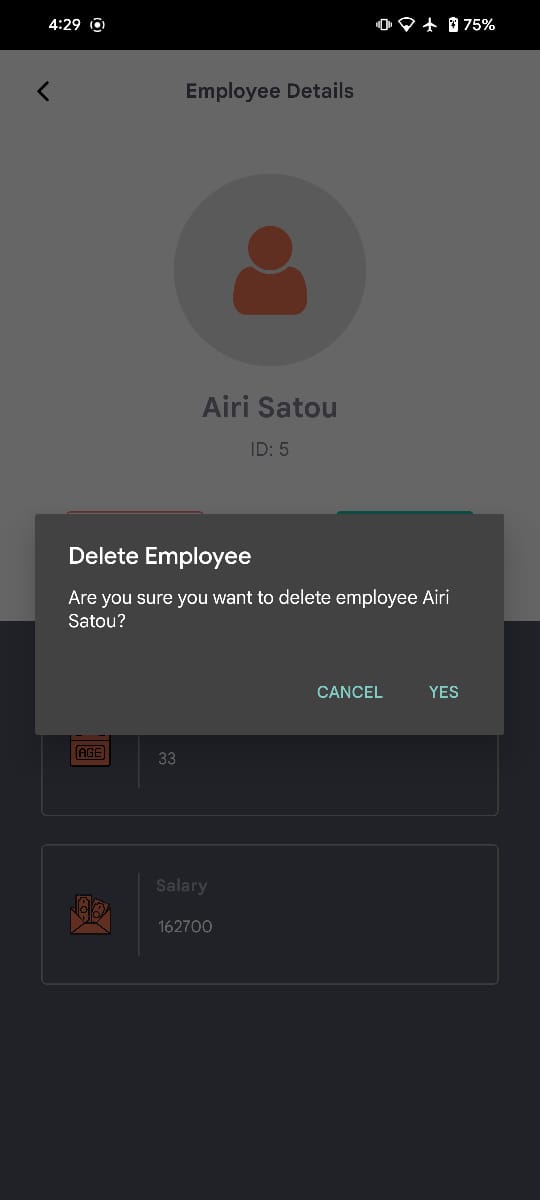 4:29
75%
Employee Details
Airi Satou
ID: 5
Delete Employee
Are you sure you want to delete employee Airi
Satou?
CANCEL YES
AGE
33
Salary
162700